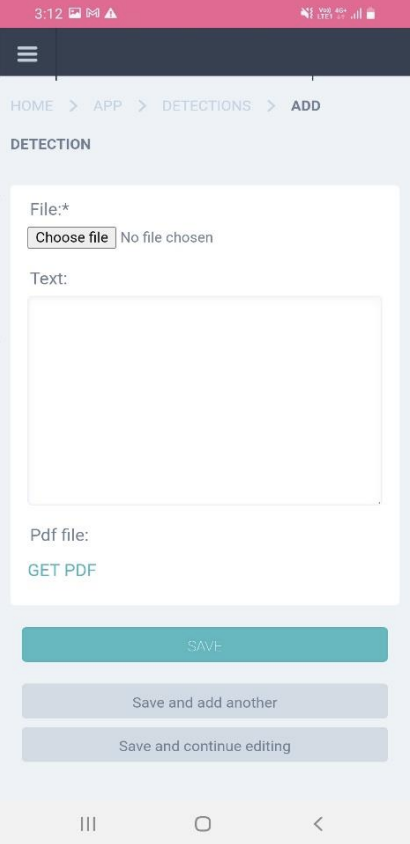 3:12
HOME > APP > DETECTIONS > ADD
DETECTION
File:*
Choose file No file chosen
Text:
Pdf file:
GET PDF
SAVE
Save and add another
Save and continue editing